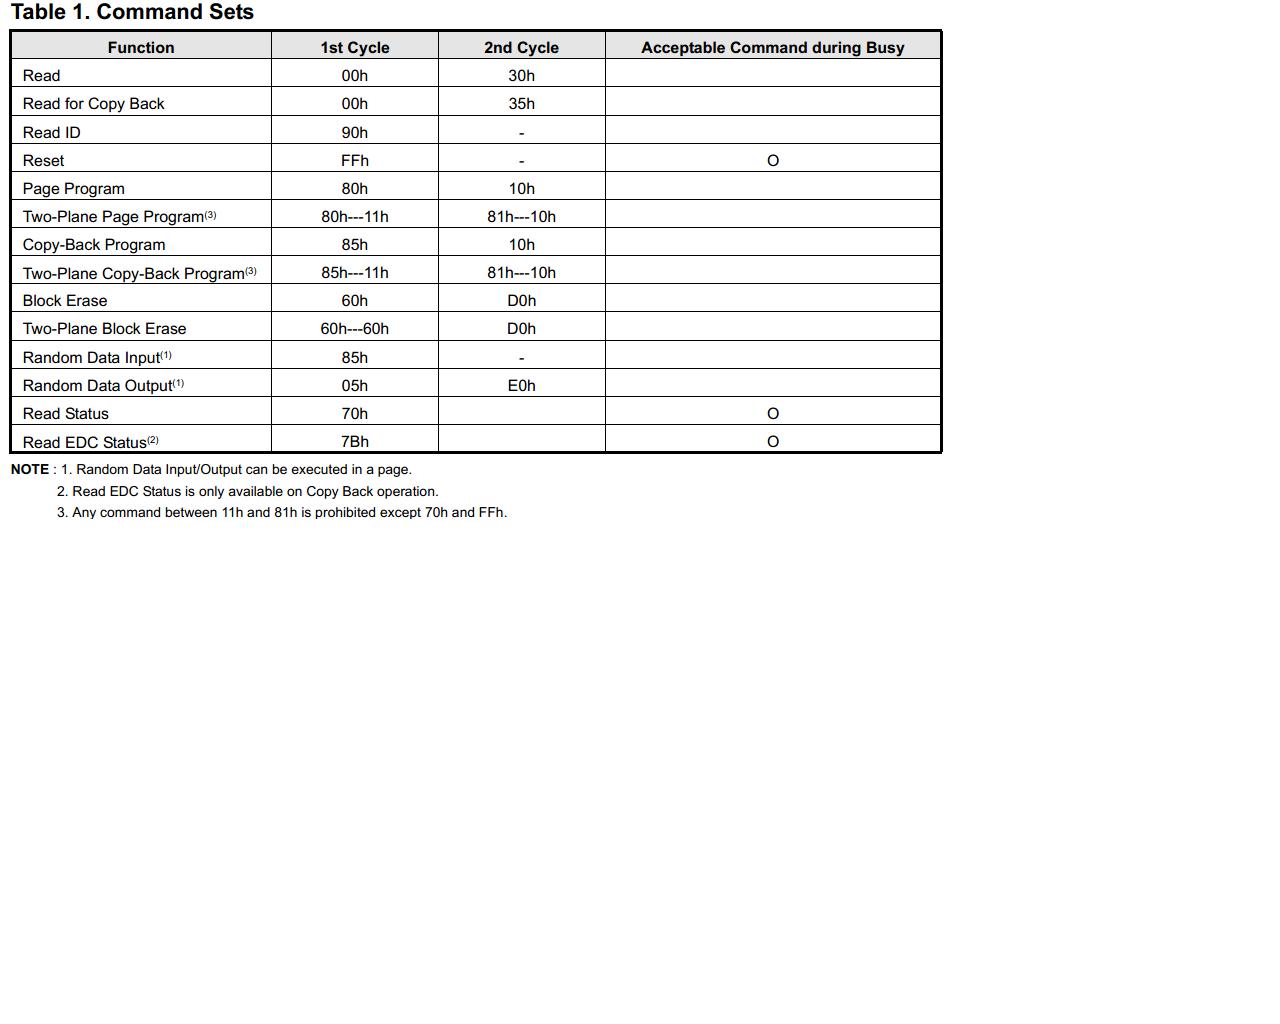 Table 1. Command Sets
Function 1st Cycle 2nd Cycle Acceptable Command during Busy
Read 00h 30h
Read for Copy Back 00h 35h
Read ID 90h -
Reset FFh - O
Page Program 80h 10h
Two-Plane Page Program(3) 80h---11h 81h---10h
Copy-Back Program 85h 10h
Two-Plane Copy-Back Program(3) 85h---11h 81h---10h
Block Erase 60h D0h
Two-Plane Block Erase 60h---60h D0h
Random Data Input(1) 85h -
Random Data Output(1) 05h E0h
Read Status 70h O
Read EDC Status(2) 7Bh O
NOTE : 1. Random Data Input/Output can be executed in a page.
2. Read EDC Status is only available on Copy Back operation.
3. Any command between 11h and 81h is prohibited except 70h and FFh.